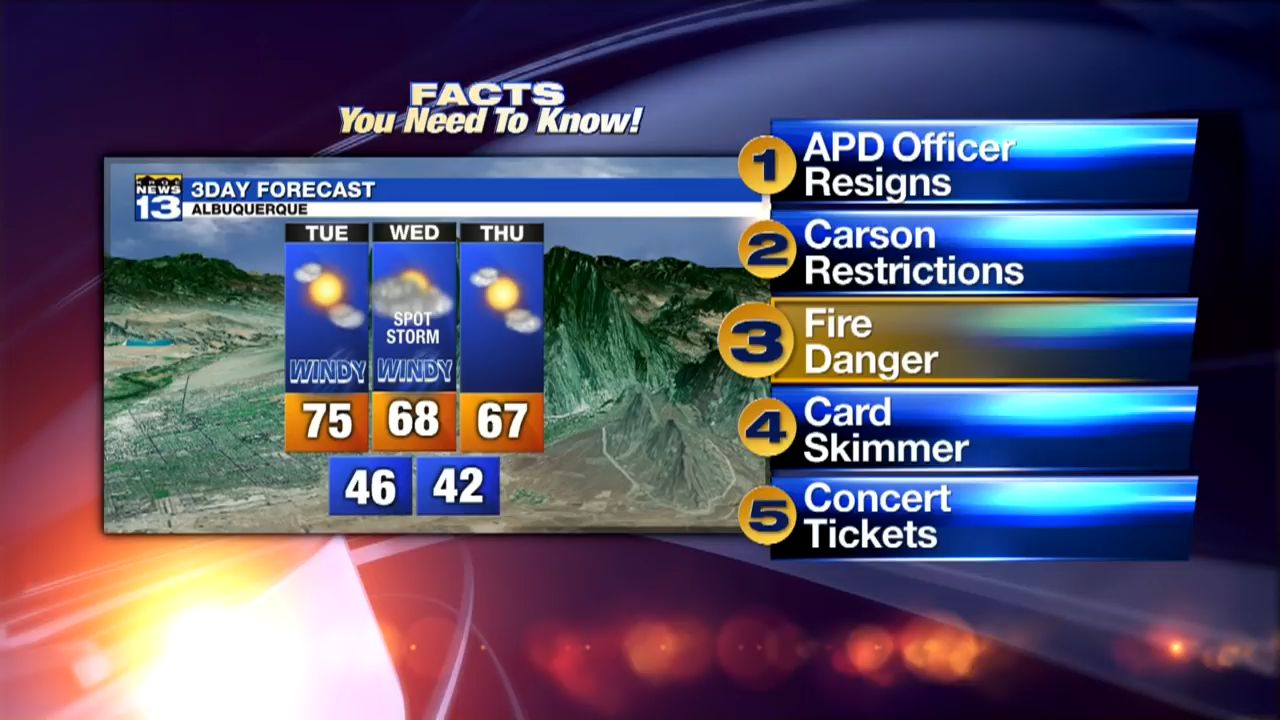 FACTS
You Need To Know!
KRQE
NEWS
13
3DAY FORECAST
ALBUQUERQUE
TUE WED THU
SPOT
STORM
WINDY WINDY
75 68 67
46 42
1 APD Officer
Resigns
2 Carson
Restrictions
3 Fire
Danger
4 Card
Skimmer
5 Concert
Tickets